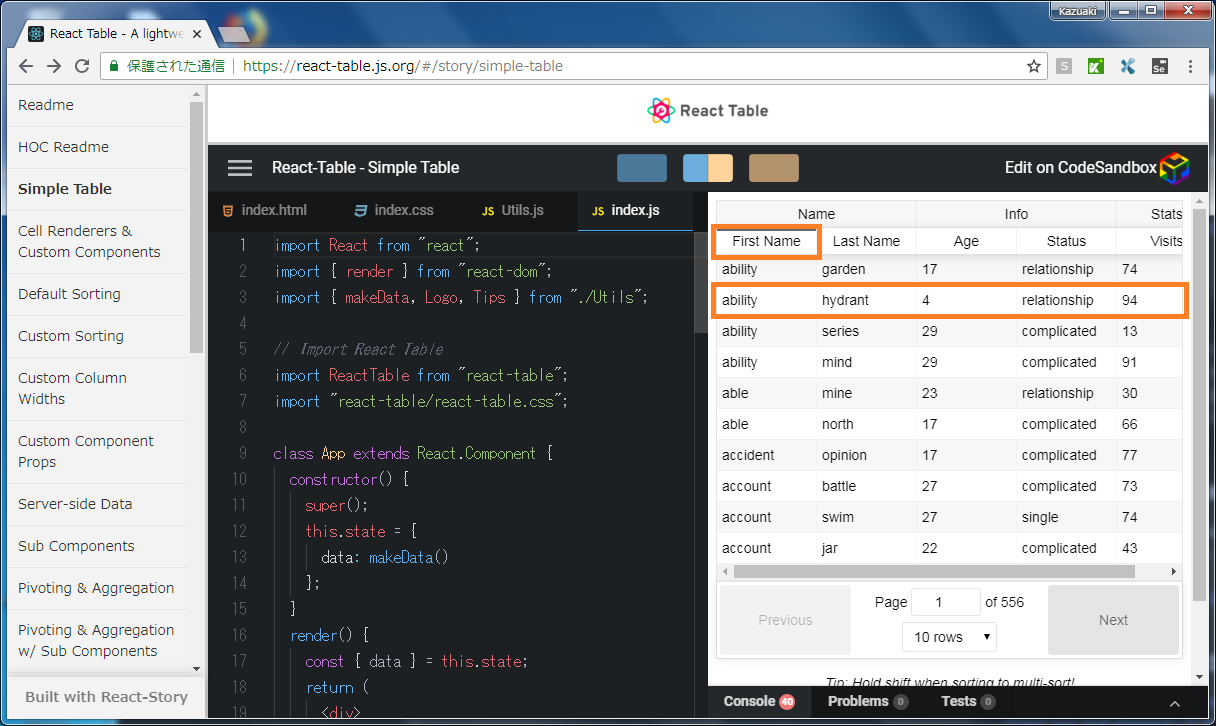 Kazuaki
React Table - A lightwe
保護された通信 https://react-table.js.org/#/story/simple-table
S
Se
Readme
HOC Readme
Simple Table
Cell Renderers &
Custom Components
Default Sorting
Custom Sorting
Custom Column
Widths
Custom Component
Props
Server-side Data
Sub Components
Pivoting & Aggregation
Pivoting & Aggregation
w/ Sub Components
Built with React-Story
React Table
React-Table - Simple Table
Edit on CodeSandbox
index.html index.css JS Utils.js JS index.js
1 import React from "react";
2 import { render } from "react-dom";
3 import { makeData, Logo, Tips } from "./Utils";
4
5 // Import React Table
6 import ReactTable from "react-table";
7 import "react-table/react-table.css";
8
9 class App extends React.Component {
10 constructor() {
11 super();
12 this.state = {
13 data: makeData()
14 };
15 }
16 render() {
17 const { data } = this.state;
18 return (
19 <div>
Name Info Stats
First Name Last Name Age Status Visits
ability garden 17 relationship 74
ability hydrant 4 relationship 94
ability series 29 complicated 13
ability mind 29 complicated 91
able mine 23 relationship 30
able north 17 complicated 66
accident opinion 17 complicated 77
account battle 27 complicated 73
account swim 27 single 74
account jar 22 complicated 43
Previous
Page 1 of 556
10 rows
Next
Tip: Hold shift when sorting to multi-sort!
Console 40 Problems 0 Tests 0